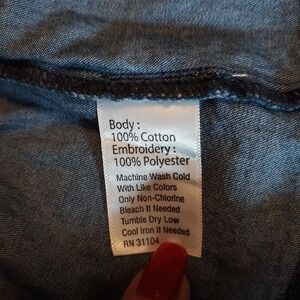 Body :
100% Cotton
Embroidery :
100% Polyester
Machine Wash Cold
With Like Colors
Only Non-Chlorine
Bleach If Needed
Tumble Dry Low
Cool Iron If Needed
RN 31104